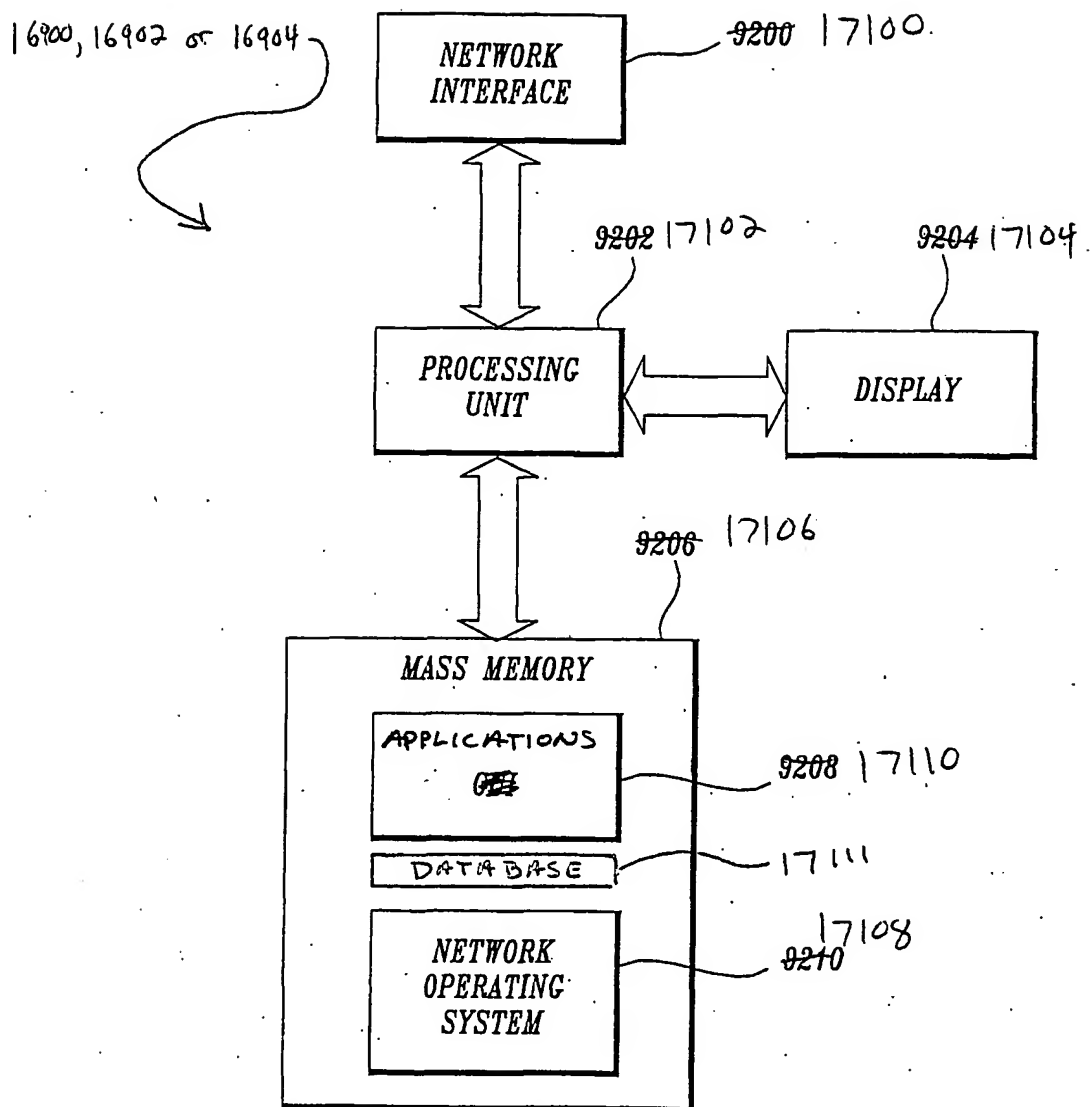 16900, 16902 or 16904
NETWORK
INTERFACE
9200 17100
PROCESSING
UNIT
9202 17102
DISPLAY
9204 17104
9206 17106
MASS MEMORY
APPLICATIONS
9208 17110
DATABASE
17111
NETWORK
OPERATING
SYSTEM
17108
9210